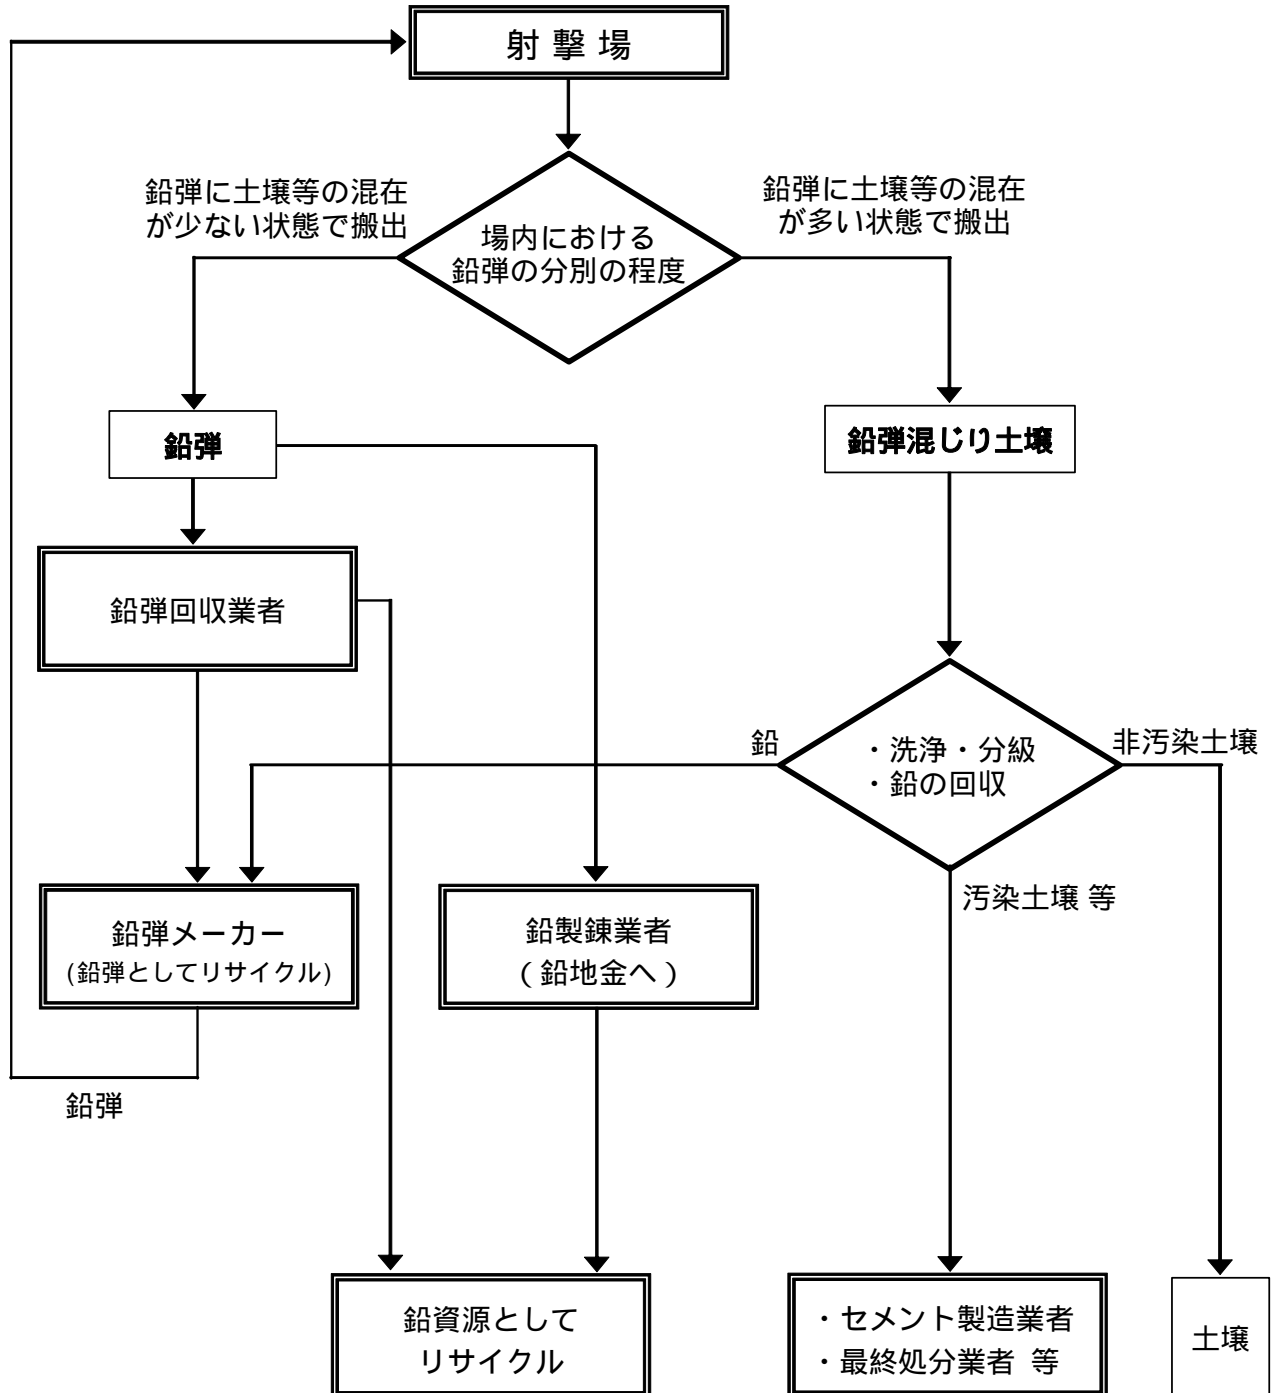 射 撃 場
鉛弾に土壌等の混在
が少ない状態で搬出
鉛弾に土壌等の混在
が多い状態で搬出
場内における
鉛弾の分別の程度
鉛弾
鉛弾混じり土壌
鉛弾回収業者
鉛
・洗浄・分級
・鉛の回収
非汚染土壌
汚染土壌 等
鉛弾メーカー
(鉛弾としてリサイクル)
鉛製錬業者
（鉛地金へ）
鉛弾
鉛資源として
リサイクル
・セメント製造業者
・最終処分業者 等
土壌